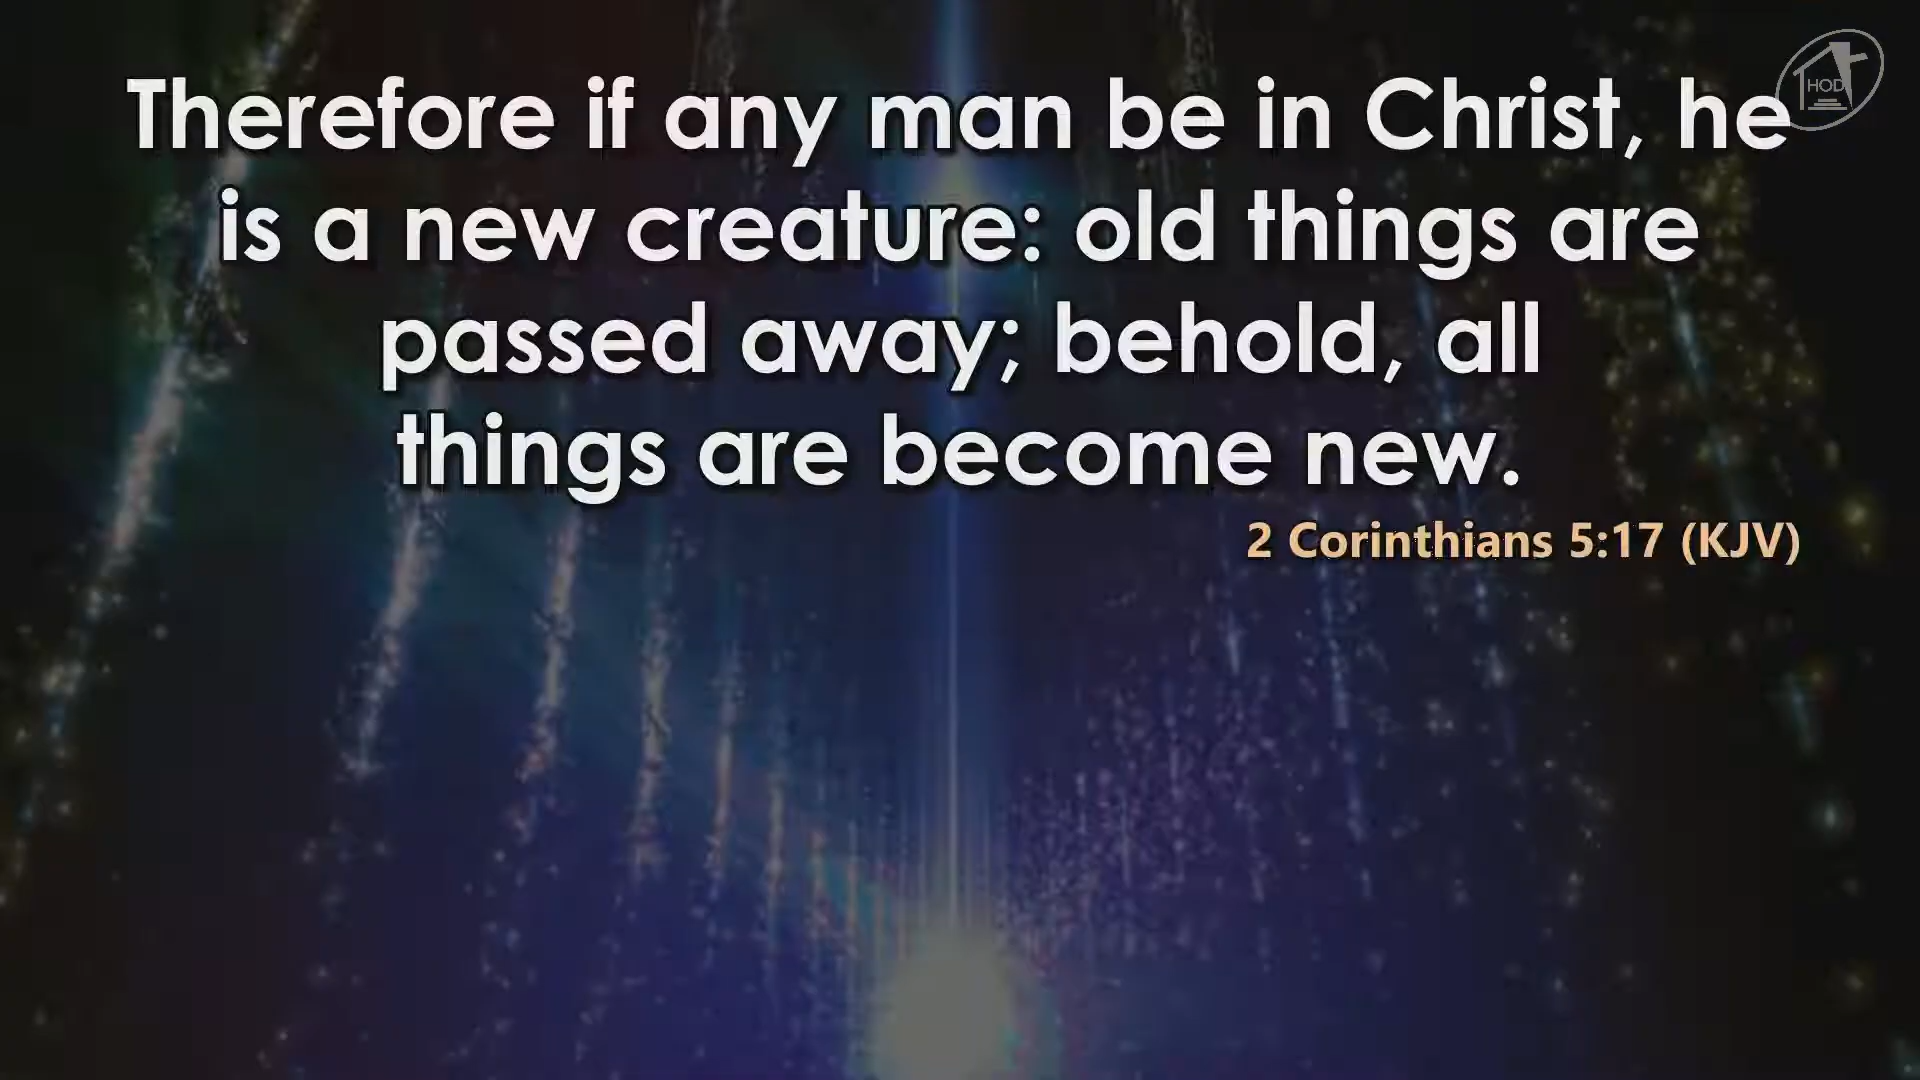 HOD
Therefore if any man be in Christ, he
is a new creature: old things are
passed away; behold, all
things are become new.
2 Corinthians 5:17 (KJV)